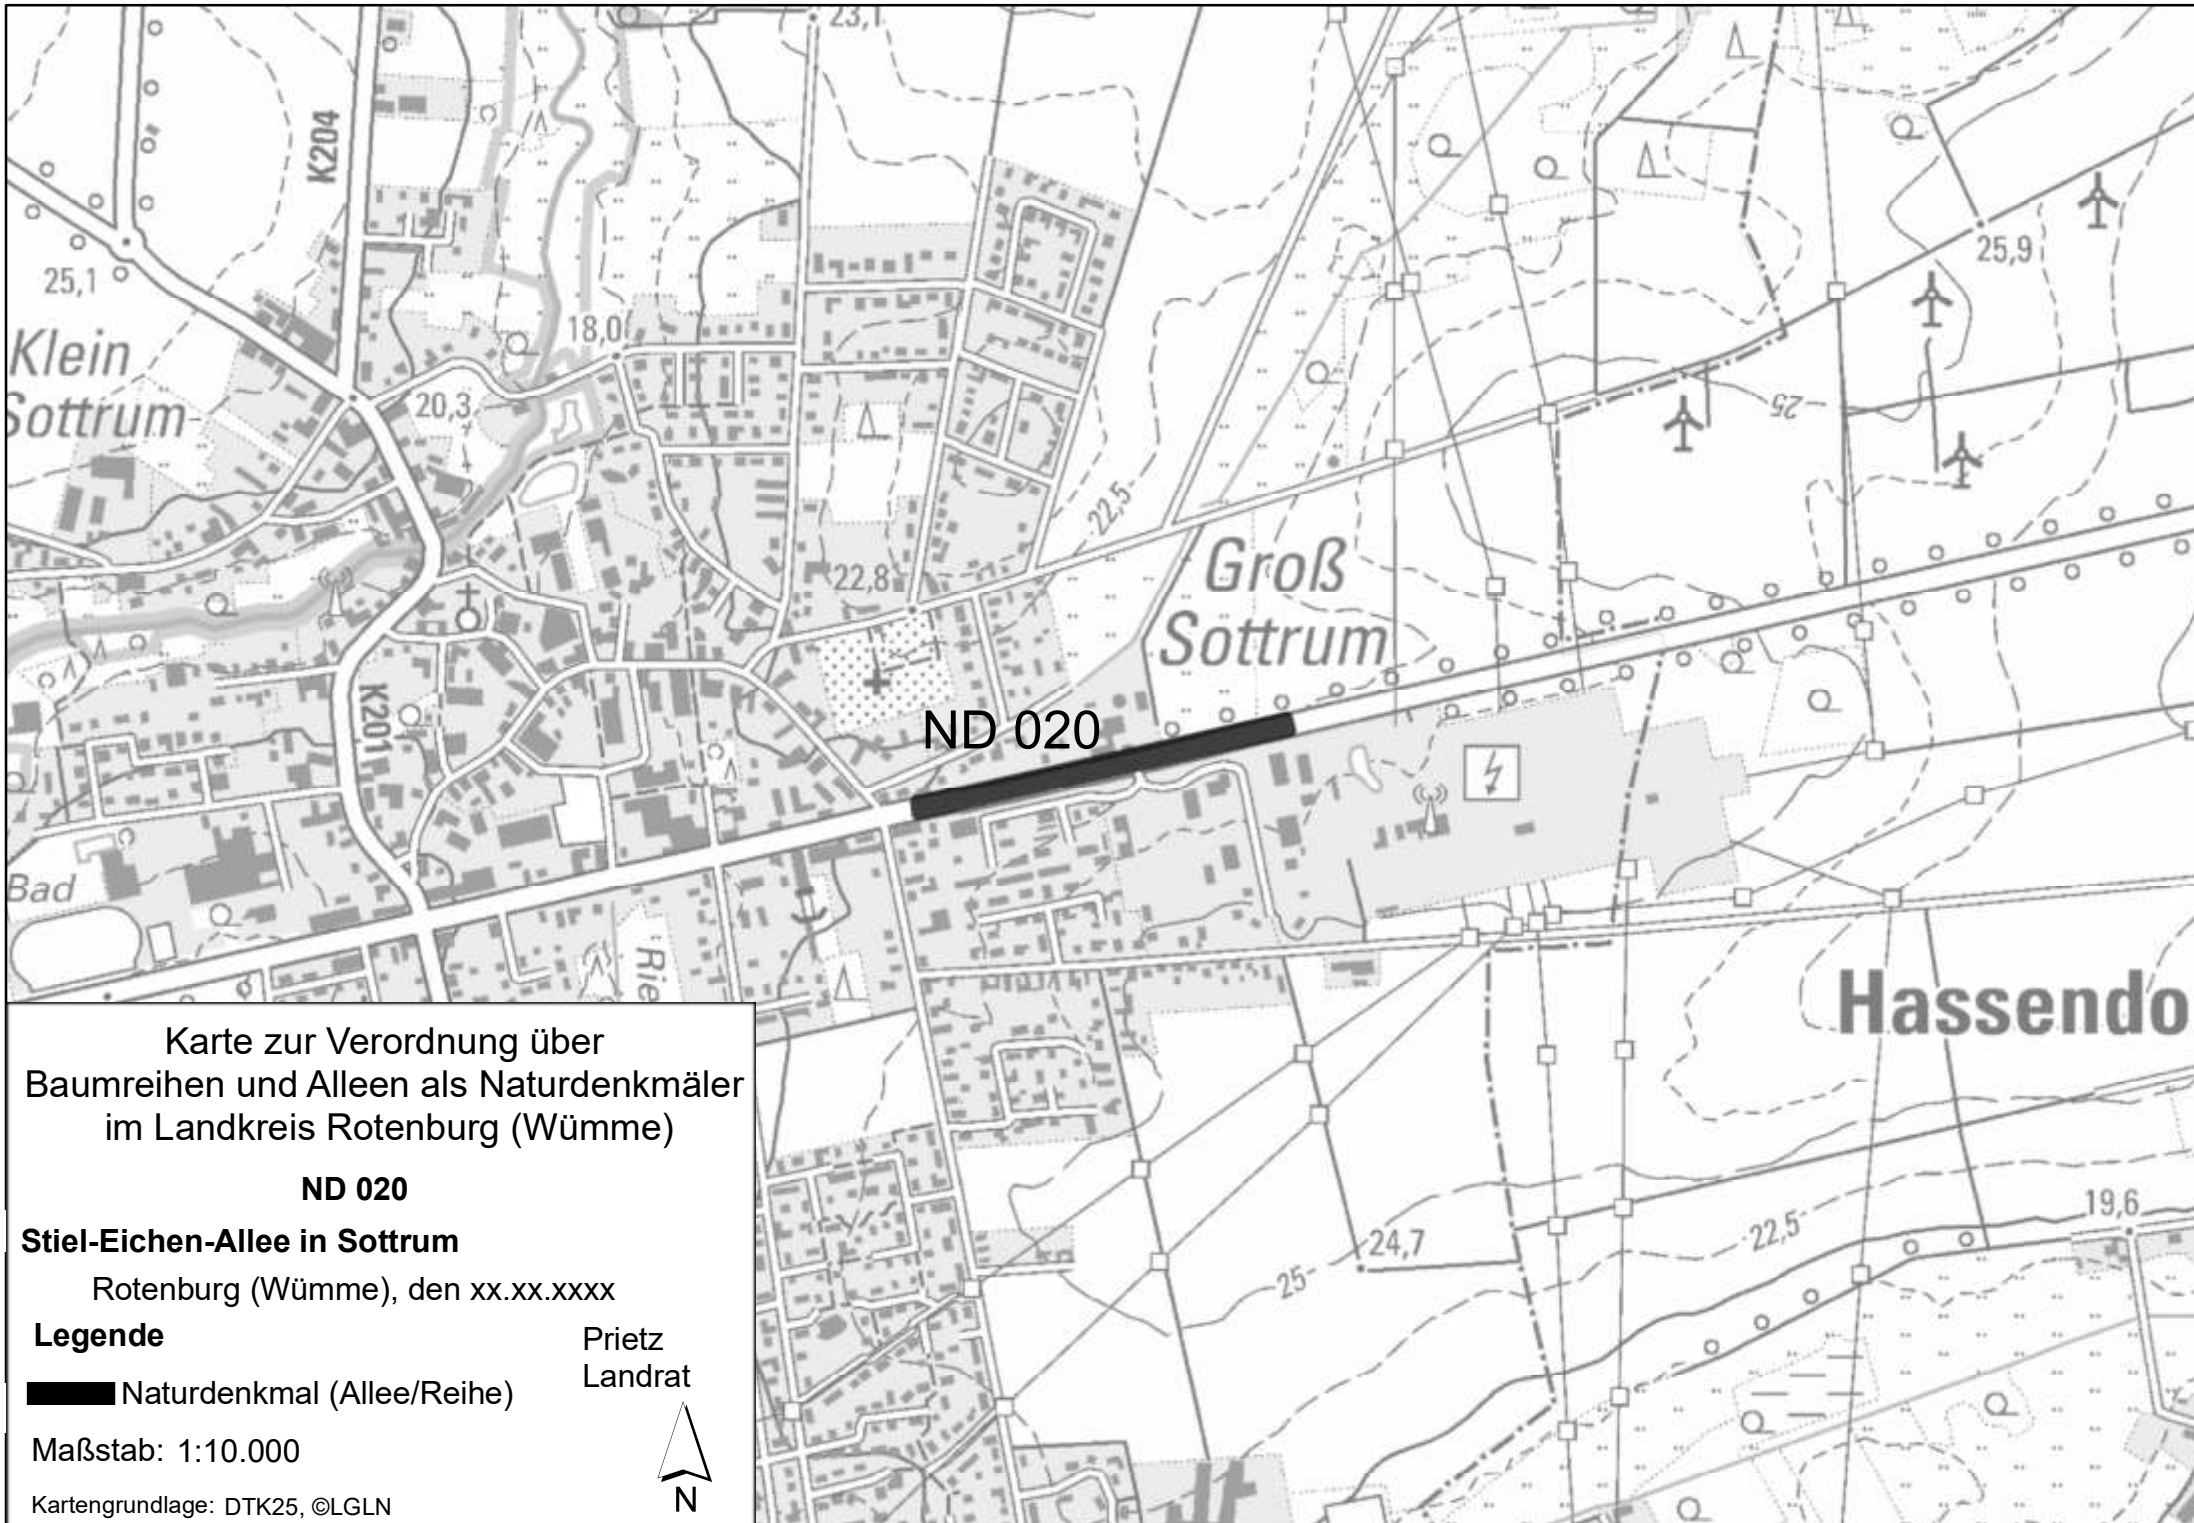 23,1
K204
25,1
Klein
Sottrum
18,0
20,3
25,9
25
22,5
22,8
Groß
Sottrum
K201
ND 020
Bad
Rie
Hassendo
19,6
22,5
24,7
25
Karte zur Verordnung über
Baumreihen und Alleen als Naturdenkmäler
im Landkreis Rotenburg (Wümme)
ND 020
Stiel-Eichen-Allee in Sottrum
Rotenburg (Wümme), den xx.xx.xxxx
Legende
Prietz
Landrat
Naturdenkmal (Allee/Reihe)
Maßstab: 1:10.000
N
Kartengrundlage: DTK25, ©LGLN